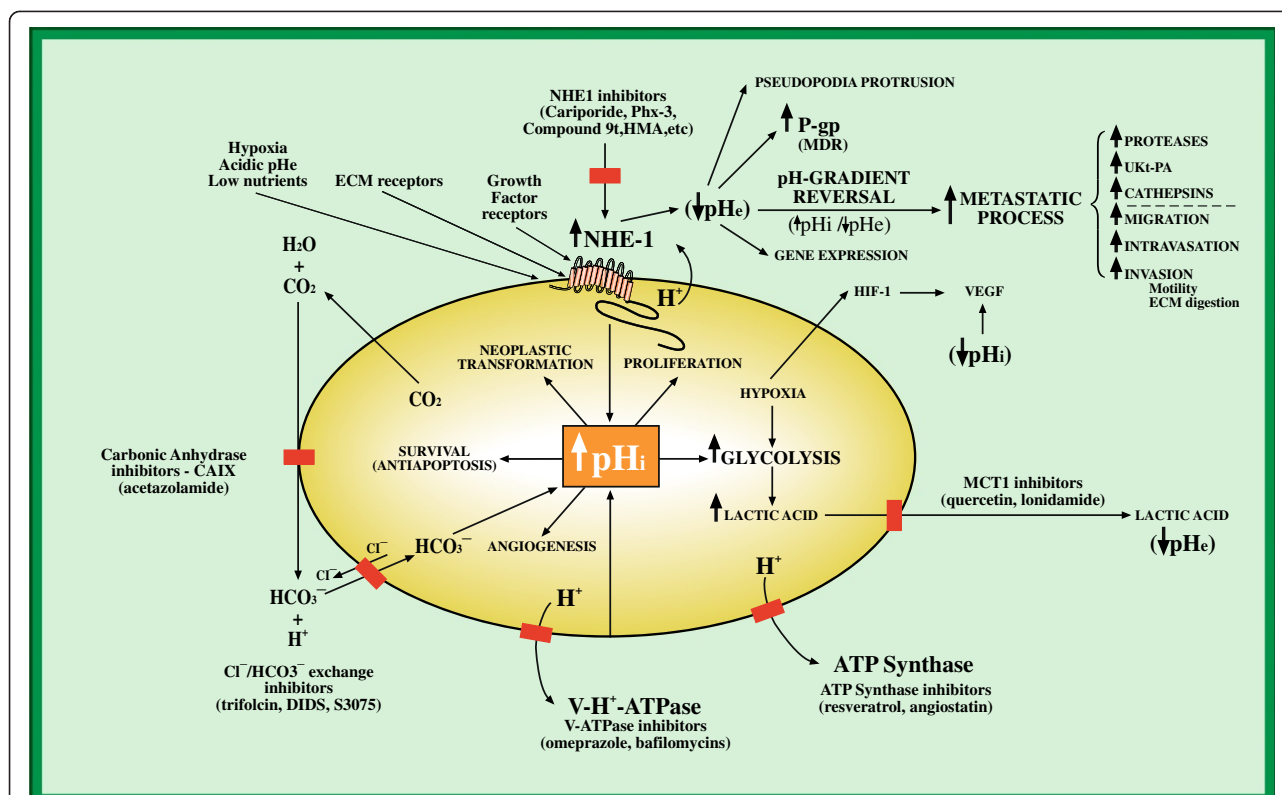 NHE1 inhibitors
(Cariporide, Phx-3,
Compound 9t,HMA,etc)
PSEUDOPODIA PROTRUSION
P-gp
(MDR)
Hypoxia
Acidic pHe
Low nutrients
ECM receptors
Growth
Factor
receptors
NHE-1
(↓pHe)
pH-GRADIENT
REVERSAL
(↑pHi /↓pHe)
GENE EXPRESSION
METASTATIC
PROCESS
PROTEASES
UKt-PA
CATHEPSINS
MIGRATION
INTRAVASATION
INVASION
Motility
ECM digestion
H2O
+
CO2
CO2
H+
HIF-1
VEGF
(↓pHi)
NEOPLASTIC
TRANSFORMATION
PROLIFERATION
HYPOXIA
SURVIVAL
(ANTIAPOPTOSIS)
↑pHi
GLYCOLYSIS
LACTIC ACID
ANGIOGENESIS
HCO3−
Cl−
Cl−
Carbonic Anhydrase
inhibitors - CAIX
(acetazolamide)
MCT1 inhibitors
(quercetin, lonidamide)
LACTIC ACID
(↓pHe)
HCO3−
+
H+
Cl−/HCO3− exchange
inhibitors
(trifolcin, DIDS, S3075)
H+
V-H+-ATPase
V-ATPase inhibitors
(omeprazole, bafilomycins)
H+
ATP Synthase
ATP Synthase inhibitors
(resveratrol, angiostatin)